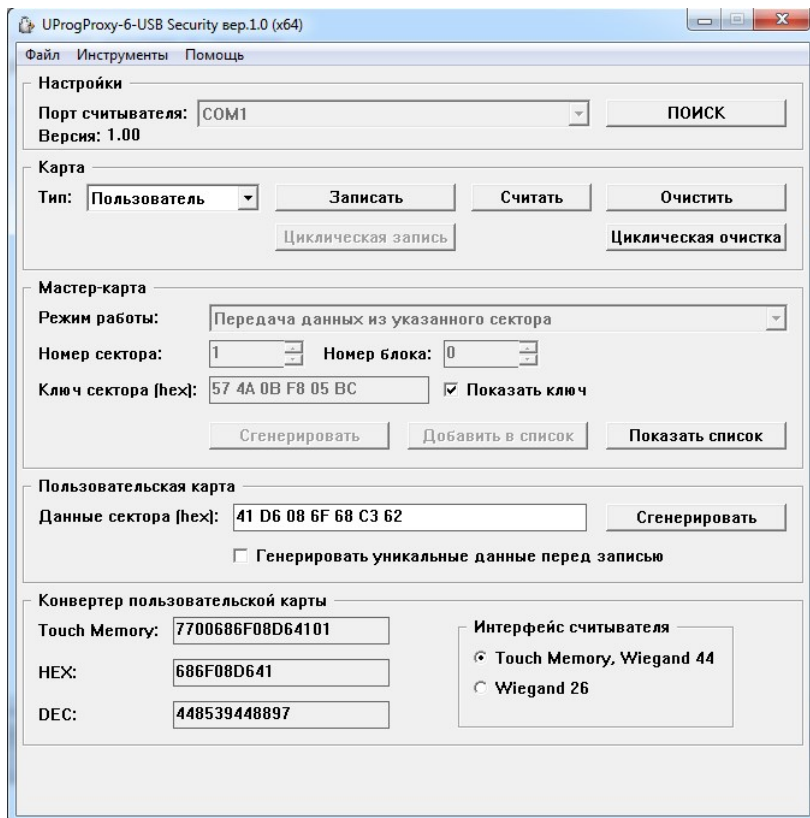 UProgProxy-6-USB Security вер.1.0 (x64)
Файл Инструменты Помощь
Настройки
Порт считывателя: COM1 ПОИСК
Версия: 1.00
Карта
Тип: Пользователь Записать Считать Очистить
Циклическая запись Циклическая очистка
Мастер-карта
Режим работы: Передача данных из указанного сектора
Номер сектора: 1 Номер блока: 0
Ключ сектора (hex): 57 4A 0B F8 05 BC Показать ключ
Сгенерировать Добавить в список Показать список
Пользовательская карта
Данные сектора (hex): 41 D6 08 6F 68 C3 62 Сгенерировать
Генерировать уникальные данные перед записью
Конвертер пользовательской карты
Touch Memory: 7700686F08D64101 Интерфейс считывателя
Touch Memory, Wiegand 44
HEX: 686F08D641
Wiegand 26
DEC: 448539448897